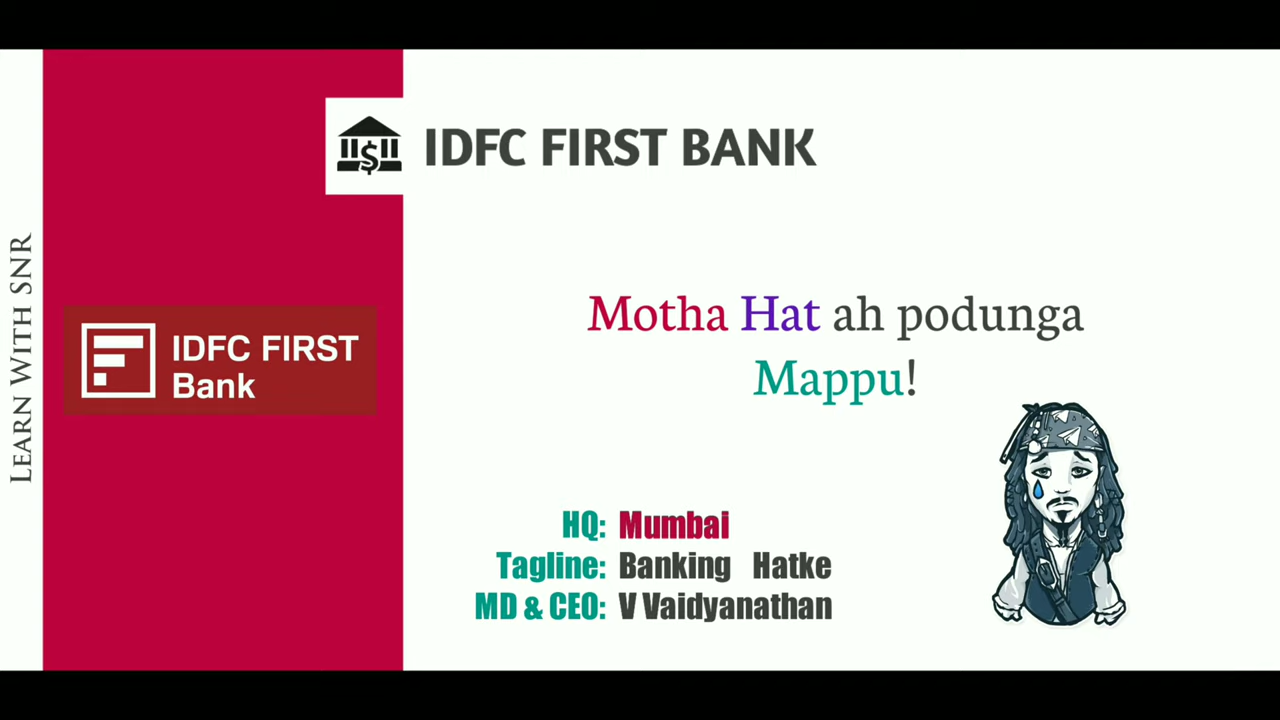 LEARN WITH SNR
IDFC FIRST BANK
IDFC FIRST
Bank
Motha Hat ah podunga
Mappu!
HQ: Mumbai
Tagline: Banking Hatke
MD & CEO: V Vaidyanathan